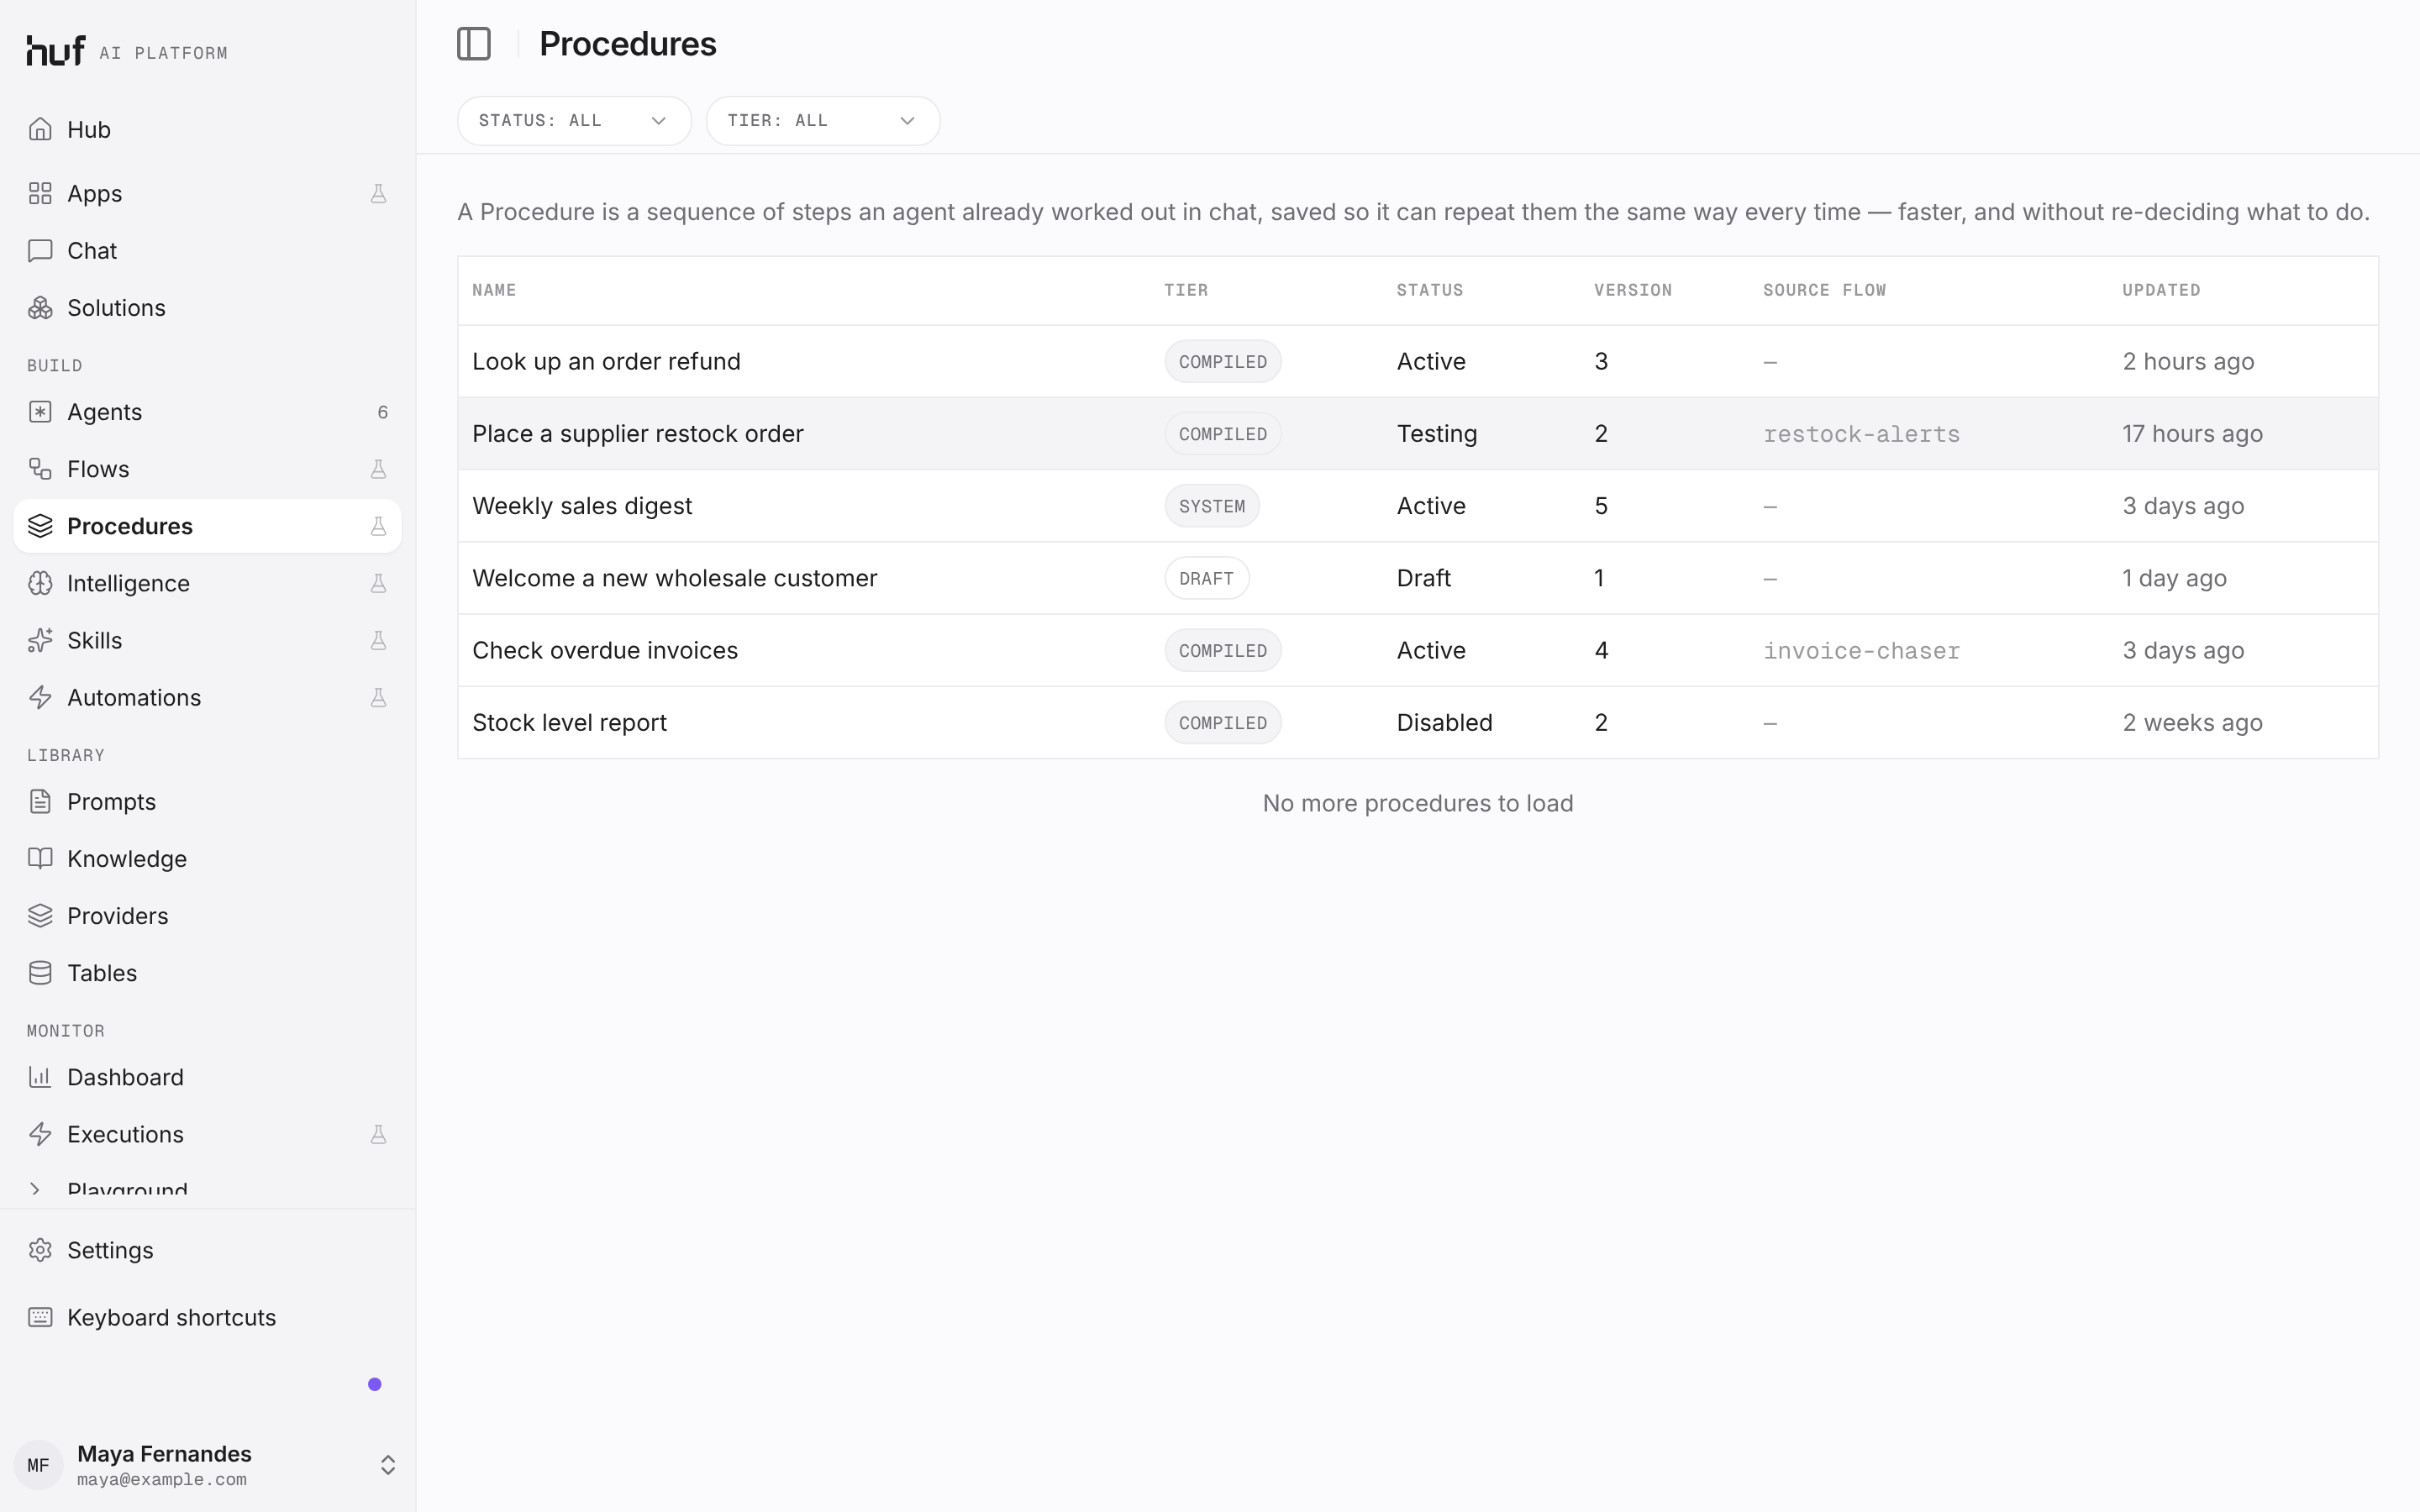 huf AI PLATFORM
Hub
Apps
Chat
Solutions
BUILD
Agents 6
Flows
Procedures
Intelligence
Skills
Automations
LIBRARY
Prompts
Knowledge
Providers
Tables
MONITOR
Dashboard
Executions
Playground
Settings
Keyboard shortcuts
MF
Maya Fernandes
maya@example.com
Procedures
STATUS: ALL TIER: ALL
A Procedure is a sequence of steps an agent already worked out in chat, saved so it can repeat them the same way every time — faster, and without re-deciding what to do.
NAME TIER STATUS VERSION SOURCE FLOW UPDATED
Look up an order refund COMPILED Active 3 — 2 hours ago
Place a supplier restock order COMPILED Testing 2 restock-alerts 17 hours ago
Weekly sales digest SYSTEM Active 5 — 3 days ago
Welcome a new wholesale customer DRAFT Draft 1 — 1 day ago
Check overdue invoices COMPILED Active 4 invoice-chaser 3 days ago
Stock level report COMPILED Disabled 2 — 2 weeks ago
No more procedures to load